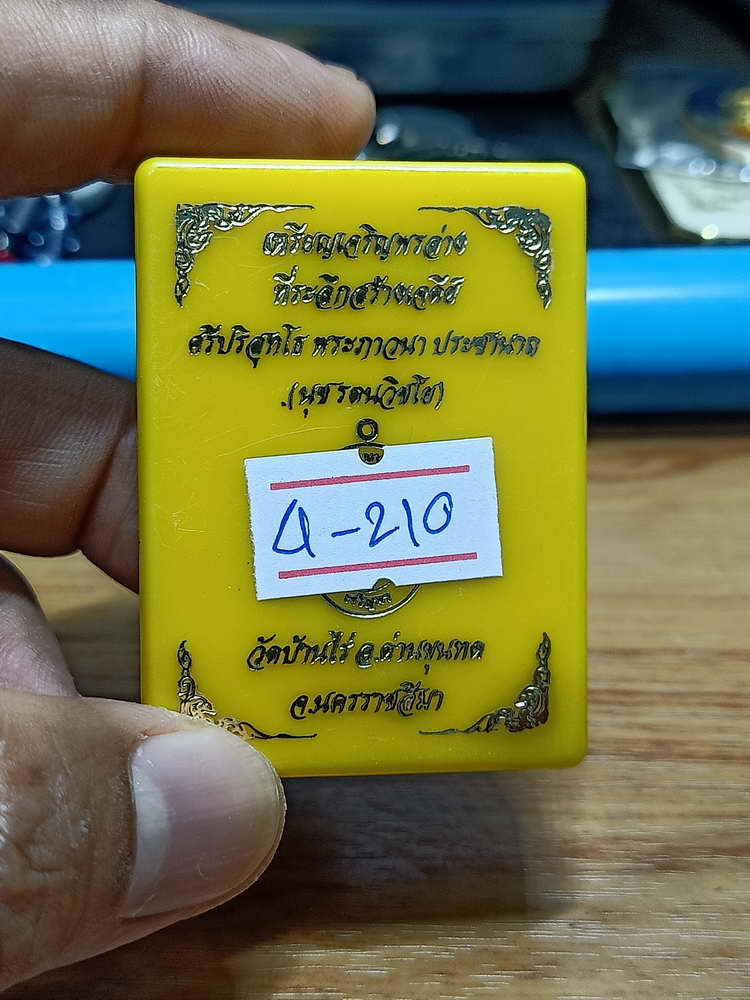 เหรียญเจริญพรล่าง
ที่ระลึกสร้างเจดีย์
ศรีปริสุทโธ พระภาวนา ประชานาถ
(นุช รตนวิชโย)
-210
วัดบ้านไร่ อ.ด่านขุนทด
จ.นครราชสีมา